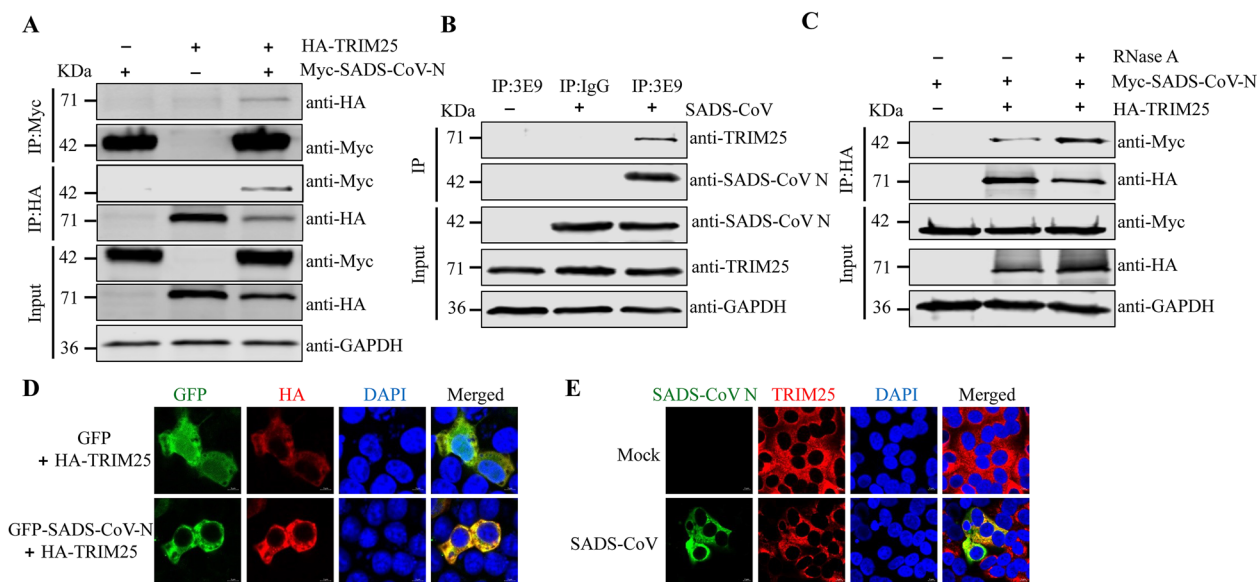 A
− + + HA-TRIM25
KDa + − + Myc-SADS-CoV-N
IP:Myc
71 anti-HA
42 anti-Myc
IP:HA
42 anti-Myc
71 anti-HA
Input
42 anti-Myc
71 anti-HA
36 anti-GAPDH
B
IP:3E9 IP:IgG IP:3E9
KDa − + + SADS-CoV
IP
71 anti-TRIM25
42 anti-SADS-CoV N
Input
42 anti-SADS-CoV N
71 anti-TRIM25
36 anti-GAPDH
C
− − + RNase A
+ + + Myc-SADS-CoV-N
KDa − + + HA-TRIM25
IP:HA
42 anti-Myc
71 anti-HA
Input
42 anti-Myc
71 anti-HA
36 anti-GAPDH
D
GFP HA DAPI Merged
GFP
+ HA-TRIM25
GFP-SADS-CoV-N
+ HA-TRIM25
E
SADS-CoV N TRIM25 DAPI Merged
Mock
SADS-CoV